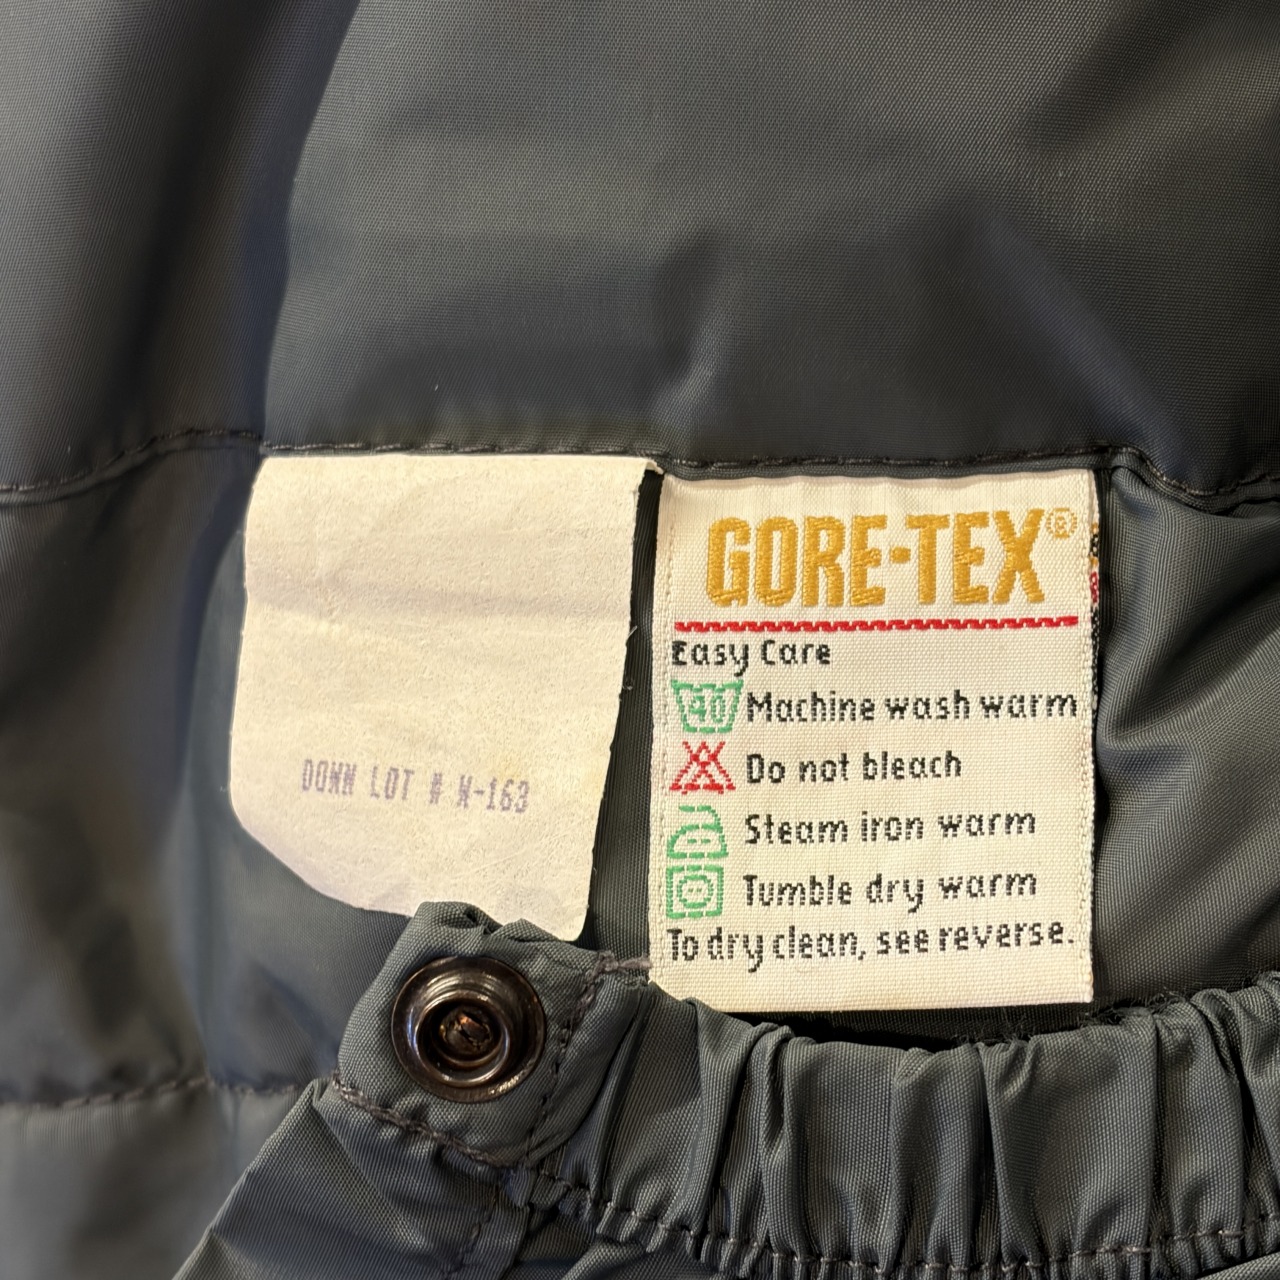 DOWN LOT # W-163
GORE-TEX®
Easy Care
40 Machine wash warm
Do not bleach
Steam iron warm
Tumble dry warm
To dry clean, see reverse.